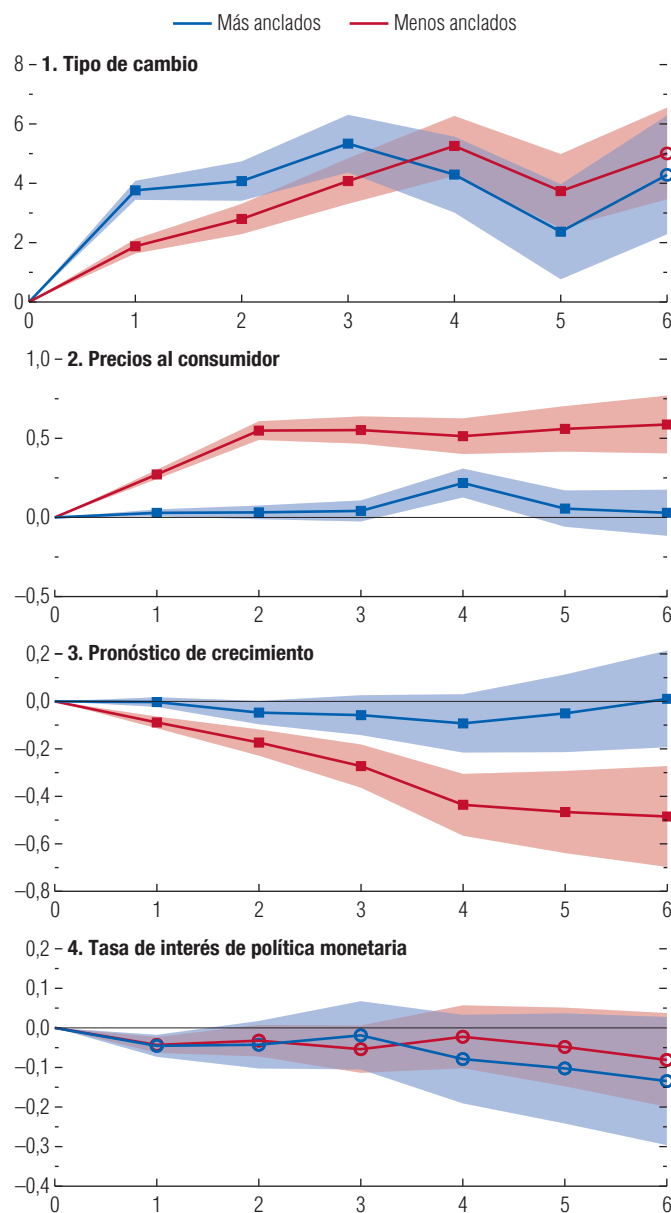 Más anclados Menos anclados
8 1. Tipo de cambio
6
4
2
0
0 1 2 3 4 5 6
1,0 2. Precios al consumidor
0,5
0,0
–0,5
0 1 2 3 4 5 6
0,2 3. Pronóstico de crecimiento
0,0
–0,2
–0,4
–0,6
–0,8
0 1 2 3 4 5 6
0,2 4. Tasa de interés de política monetaria
0,1
0,0
–0,1
–0,2
–0,3
–0,4
0 1 2 3 4 5 6